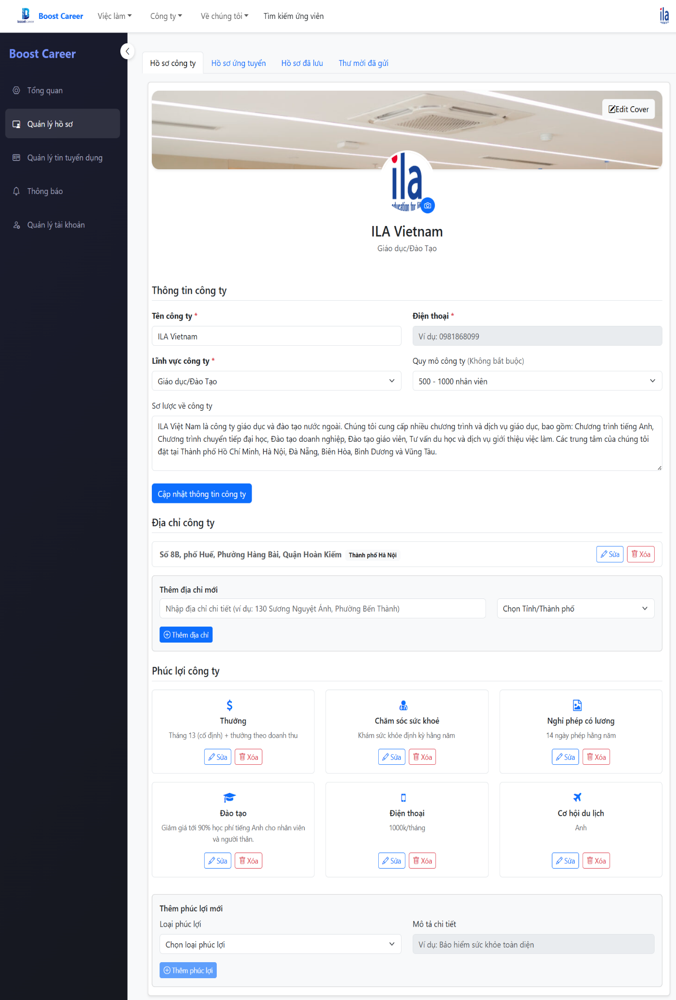 Boost Career
Việc làm
Công ty
Về chúng tôi
Tìm kiếm ứng viên
ila
Boost Career
Tổng quan
Quản lý hồ sơ
Quản lý tin tuyển dụng
Thông báo
Quản lý tài khoản
Hồ sơ công ty
Hồ sơ ứng tuyển
Hồ sơ đã lưu
Thư mời đã gửi
Edit Cover
ila
education for life
ILA Vietnam
Giáo dục/Đào Tạo
Thông tin công ty
Tên công ty *
Điện thoại *
ILA Vietnam
Ví dụ: 0981868099
Lĩnh vực công ty *
Quy mô công ty (Không bắt buộc)
Giáo dục/Đào Tạo
500 - 1000 nhân viên
Sơ lược về công ty
ILA Việt Nam là công ty giáo dục và đào tạo nước ngoài. Chúng tôi cung cấp nhiều chương trình và dịch vụ giáo dục, bao gồm: Chương trình tiếng Anh,
Chương trình chuyển tiếp đại học, Đào tạo doanh nghiệp, Đào tạo giáo viên, Tư vấn du học và dịch vụ giới thiệu việc làm. Các trung tâm của chúng tôi
đặt tại Thành phố Hồ Chí Minh, Hà Nội, Đà Nẵng, Biên Hòa, Bình Dương và Vũng Tàu.
Cập nhật thông tin công ty
Địa chỉ công ty
Số 8B, phố Huế, Phường Hàng Bài, Quận Hoàn Kiếm Thành phố Hà Nội
Sửa
Xóa
Thêm địa chỉ mới
Nhập địa chỉ chi tiết (ví dụ: 130 Sương Nguyệt Ánh, Phường Bến Thành)
Chọn Tỉnh/Thành phố
Thêm địa chỉ
Phúc lợi công ty
Thưởng
Tháng 13 (cố định) + thưởng theo doanh thu
Sửa
Xóa
Chăm sóc sức khoẻ
Khám sức khỏe định kỳ hằng năm
Sửa
Xóa
Nghỉ phép có lương
14 ngày phép hằng năm
Sửa
Xóa
Đào tạo
Giảm giá tới 90% học phí tiếng Anh cho nhân viên
và người thân.
Sửa
Xóa
Điện thoại
1000k/tháng
Sửa
Xóa
Cơ hội du lịch
Anh
Sửa
Xóa
Thêm phúc lợi mới
Loại phúc lợi
Mô tả chi tiết
Chọn loại phúc lợi
Ví dụ: Bảo hiểm sức khỏe toàn diện
Thêm phúc lợi